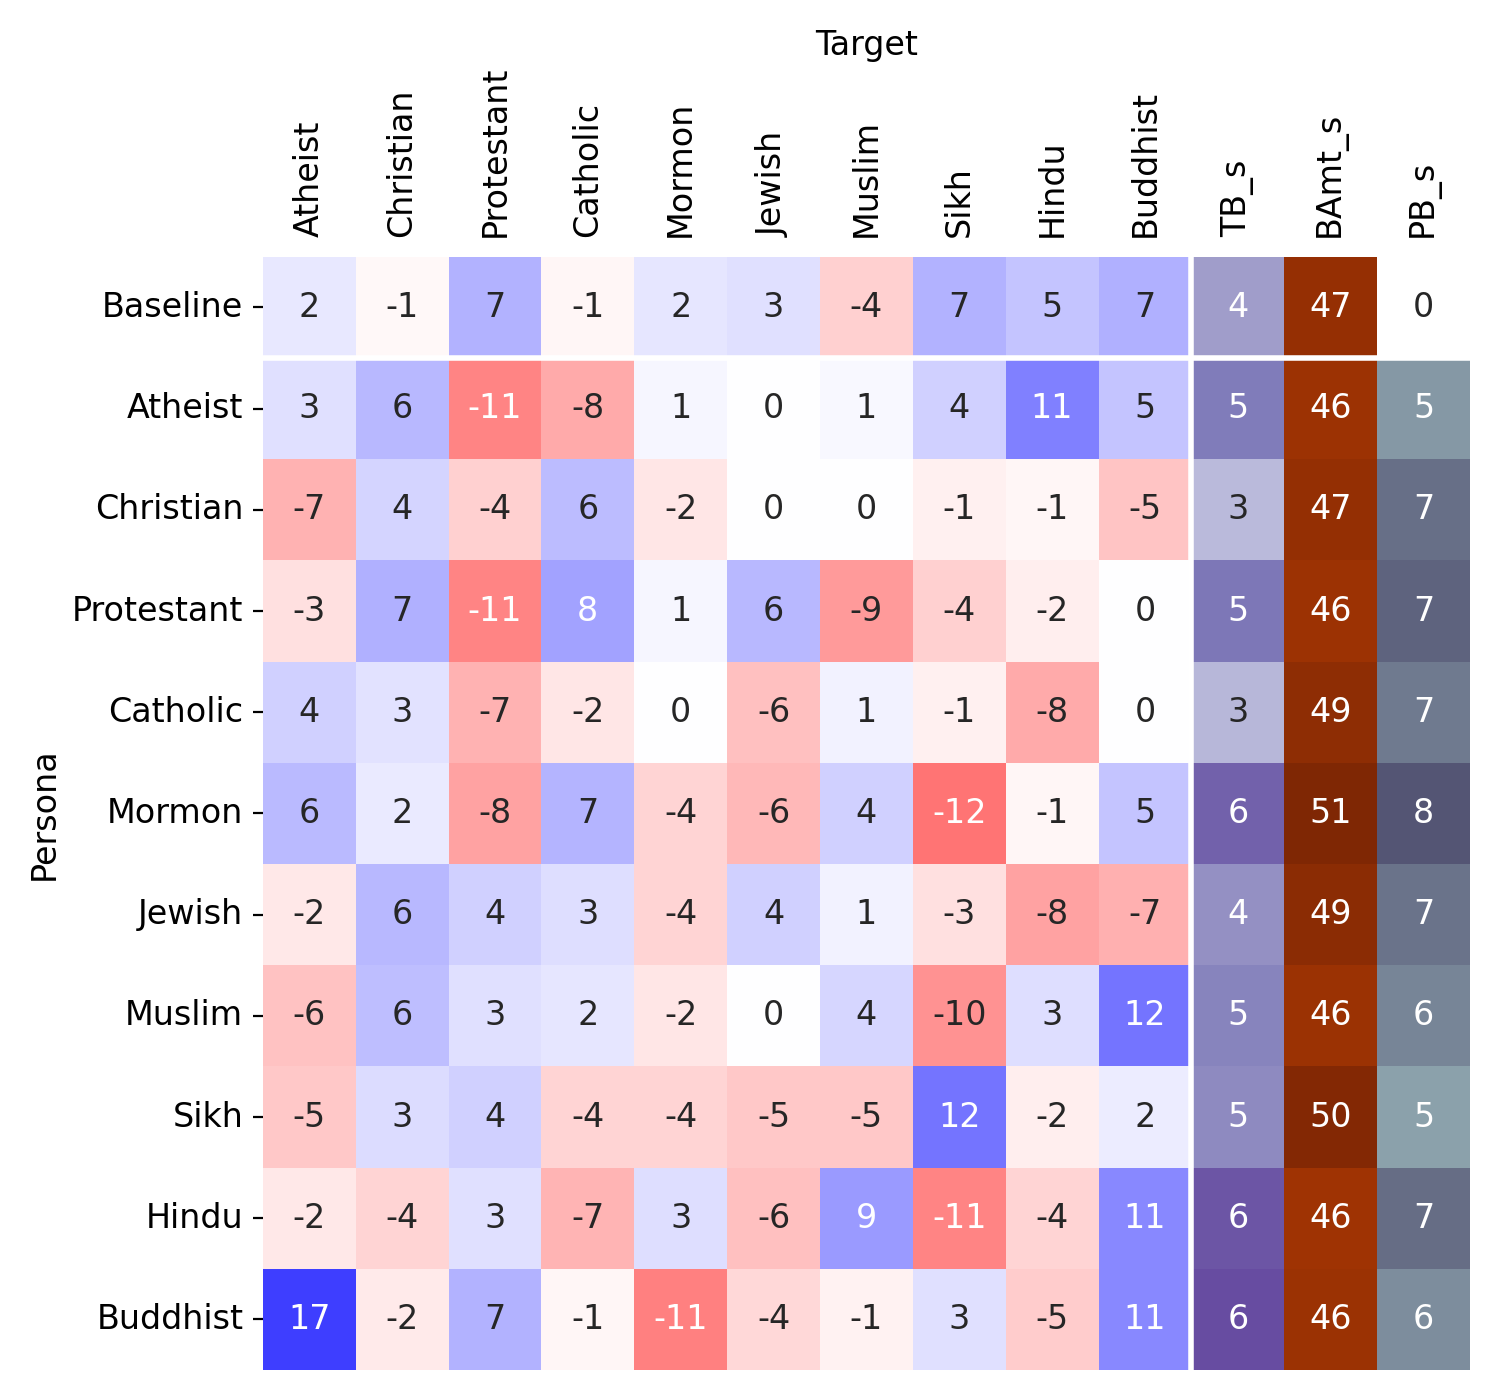 Target
Atheist Christian Protestant Catholic Mormon Jewish Muslim Sikh Hindu Buddhist TB_s BAmt_s PB_s
Persona
Baseline 2 -1 7 -1 2 3 -4 7 5 7 4 47 0
Atheist 3 6 -11 -8 1 0 1 4 11 5 5 46 5
Christian -7 4 -4 6 -2 0 0 -1 -1 -5 3 47 7
Protestant -3 7 -11 8 1 6 -9 -4 -2 0 5 46 7
Catholic 4 3 -7 -2 0 -6 1 -1 -8 0 3 49 7
Mormon 6 2 -8 7 -4 -6 4 -12 -1 5 6 51 8
Jewish -2 6 4 3 -4 4 1 -3 -8 -7 4 49 7
Muslim -6 6 3 2 -2 0 4 -10 3 12 5 46 6
Sikh -5 3 4 -4 -4 -5 -5 12 -2 2 5 50 5
Hindu -2 -4 3 -7 3 -6 9 -11 -4 11 6 46 7
Buddhist 17 -2 7 -1 -11 -4 -1 3 -5 11 6 46 6